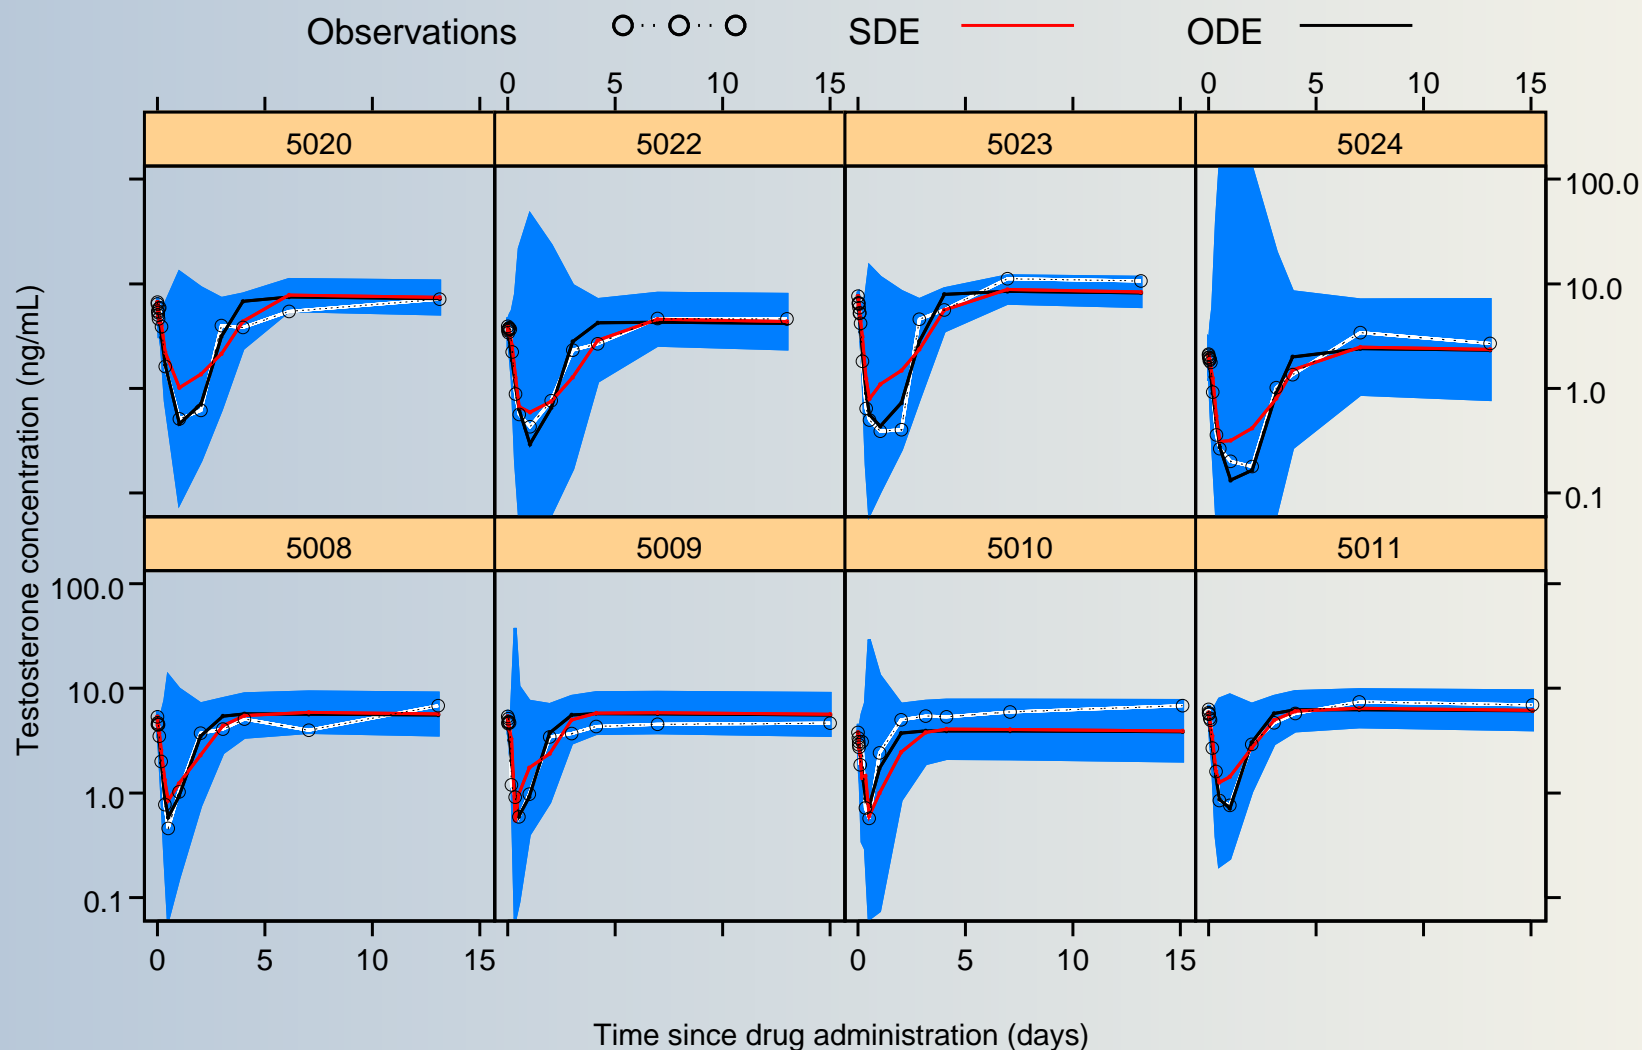 Observations SDE ODE
0 5 10 15 0 5 10 15
5020 5022 5023 5024
100.0
10.0
1.0
0.1
5008 5009 5010 5011
100.0
10.0
1.0
0.1
0 5 10 15 0 5 10 15
Testosterone concentration (ng/mL)
Time since drug administration (days)